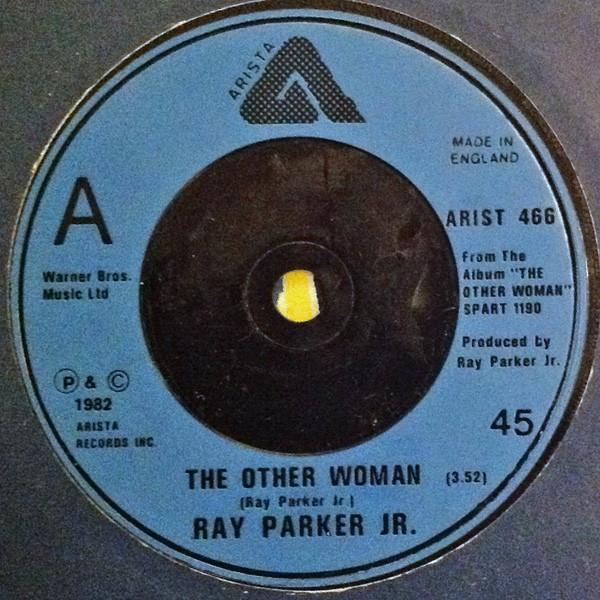 ARISTA
MADE IN
ENGLAND
A
ARIST 466
Warner Bros.
Music Ltd
From The
Album "THE
OTHER WOMAN"
SPART 1190
Produced by
Ray Parker Jr.
Ⓟ & ©
1982
ARISTA
RECORDS INC.
45
THE OTHER WOMAN (3.52)
(Ray Parker Jr)
RAY PARKER JR.